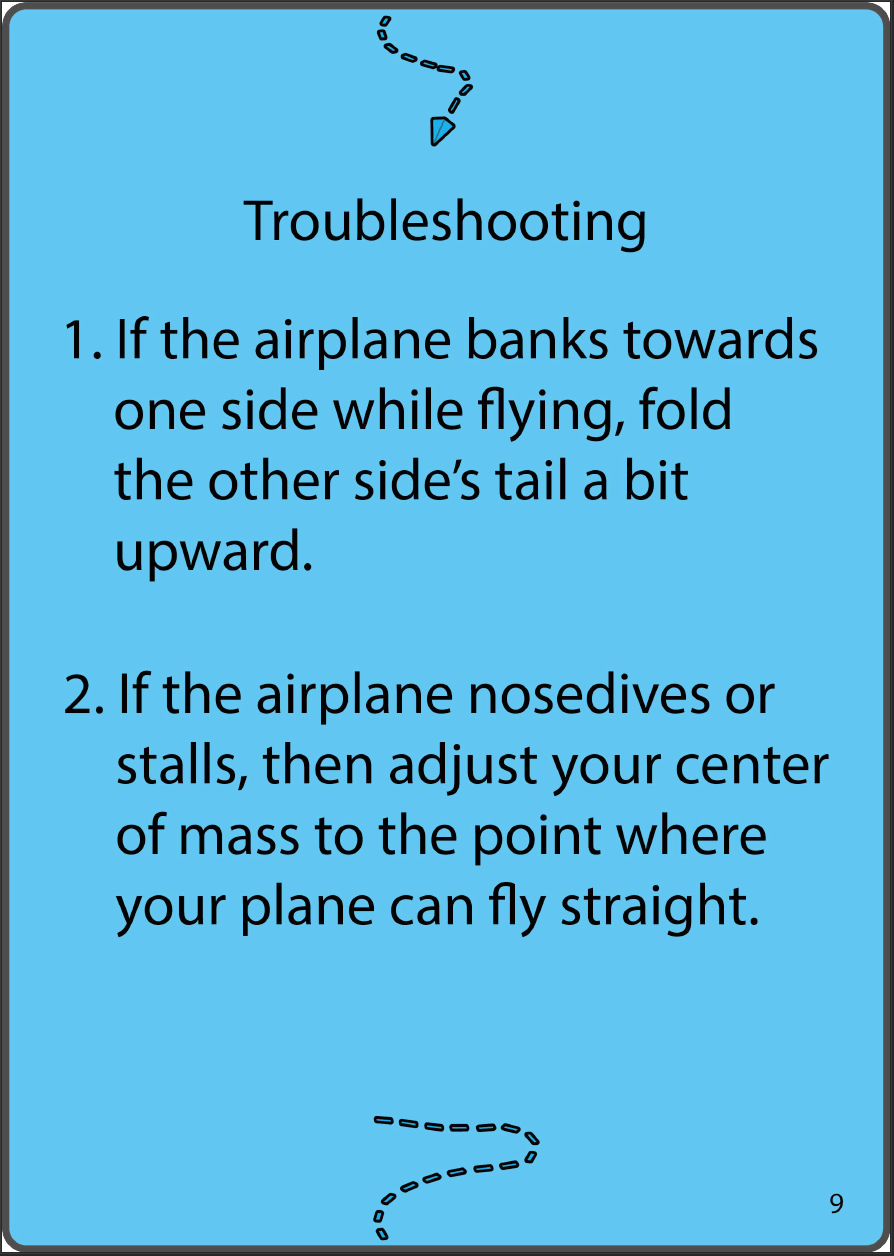 Troubleshooting
1. If the airplane banks towards
one side while flying, fold
the other side’s tail a bit
upward.
2. If the airplane nosedives or
stalls, then adjust your center
of mass to the point where
your plane can fly straight.
9